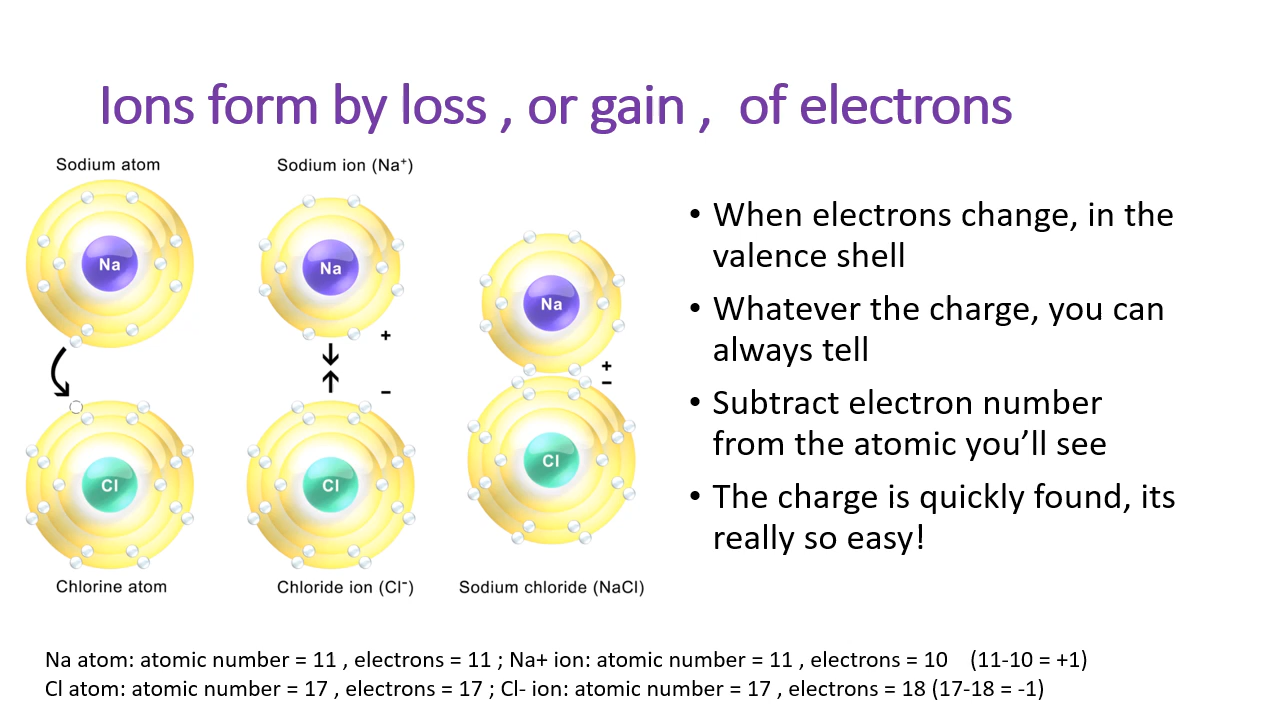 Ions form by loss , or gain , of electrons
Sodium atom
Sodium ion (Na⁺)
Na
Na
Na
+
−
+
−
Cl
Cl
Cl
Chlorine atom
Chloride ion (Cl⁻)
Sodium chloride (NaCl)
• When electrons change, in the
valence shell
• Whatever the charge, you can
always tell
• Subtract electron number
from the atomic you’ll see
• The charge is quickly found, its
really so easy!
Na atom: atomic number = 11 , electrons = 11 ; Na+ ion: atomic number = 11 , electrons = 10 (11-10 = +1)
Cl atom: atomic number = 17 , electrons = 17 ; Cl- ion: atomic number = 17 , electrons = 18 (17-18 = -1)